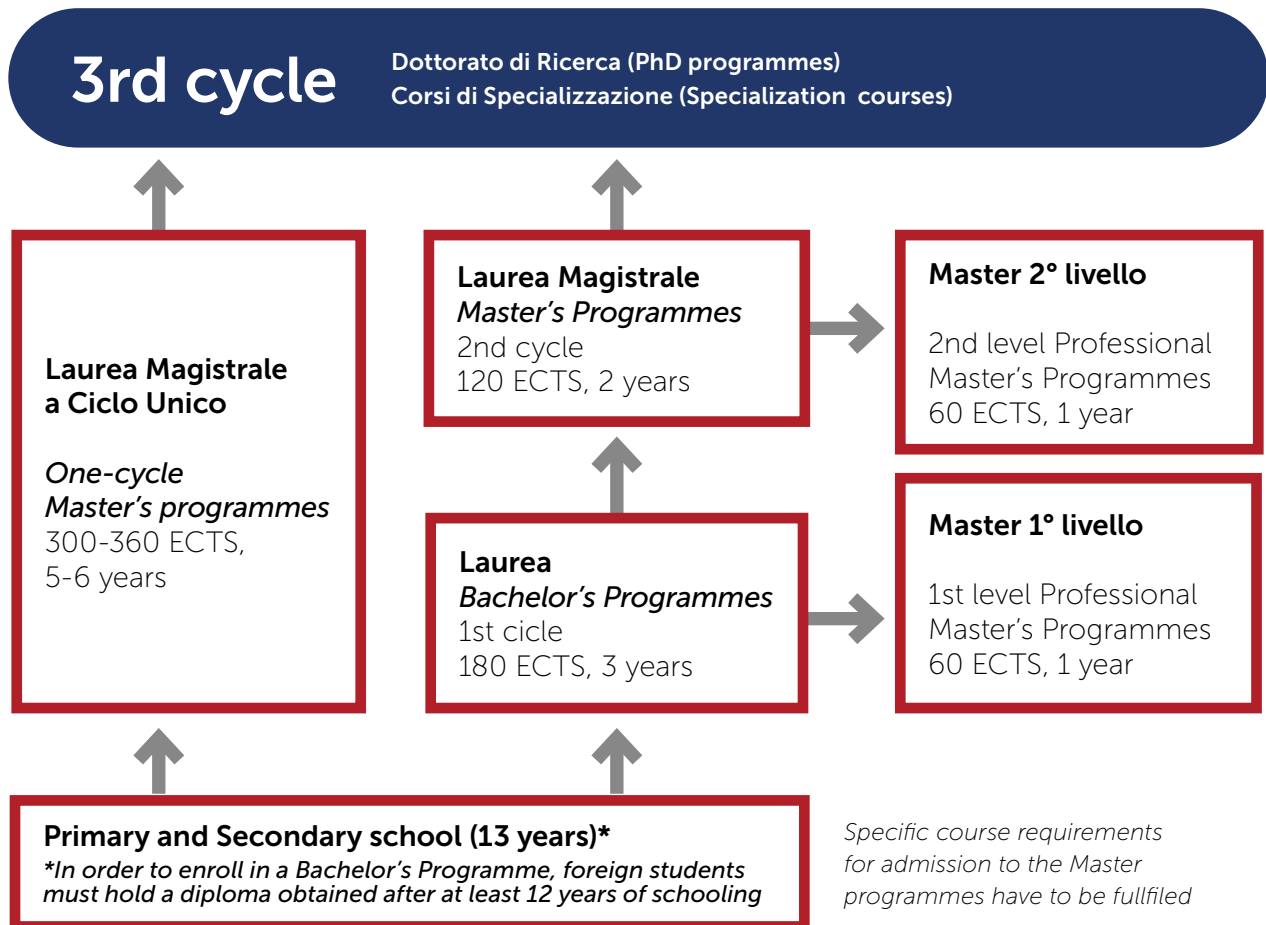 3rd cycle
Dottorato di Ricerca (PhD programmes)
Corsi di Specializzazione (Specialization courses)
Laurea Magistrale
a Ciclo Unico
One-cycle
Master's programmes
300-360 ECTS,
5-6 years
Laurea Magistrale
Master's Programmes
2nd cycle
120 ECTS, 2 years
Master 2° livello
2nd level Professional
Master's Programmes
60 ECTS, 1 year
Laurea
Bachelor's Programmes
1st cicle
180 ECTS, 3 years
Master 1° livello
1st level Professional
Master's Programmes
60 ECTS, 1 year
Primary and Secondary school (13 years)*
*In order to enroll in a Bachelor's Programme, foreign students
must hold a diploma obtained after at least 12 years of schooling
Specific course requirements
for admission to the Master
programmes have to be fullfiled